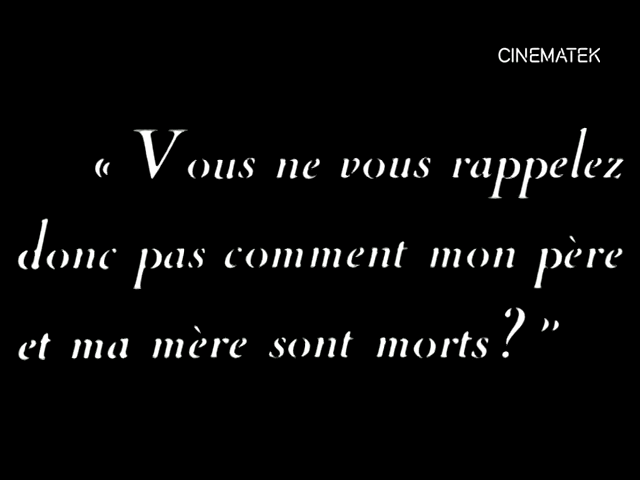 CINEMATEK
« Vous ne vous rappelez
donc pas comment mon père
et ma mère sont morts? ”